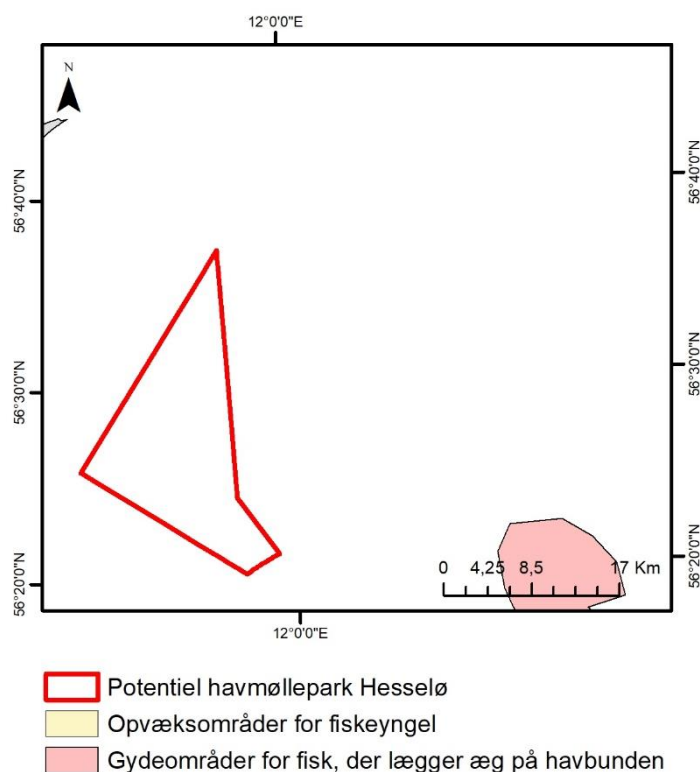 12°0'0"E
N
56°40'0"N
56°40'0"N
56°30'0"N
56°30'0"N
56°20'0"N
56°20'0"N
0 4,25 8,5 17 Km
12°0'0"E
Potentiel havmøllepark Hesselø
Opvæksområder for fiskeyngel
Gydeområder for fisk, der lægger æg på havbunden